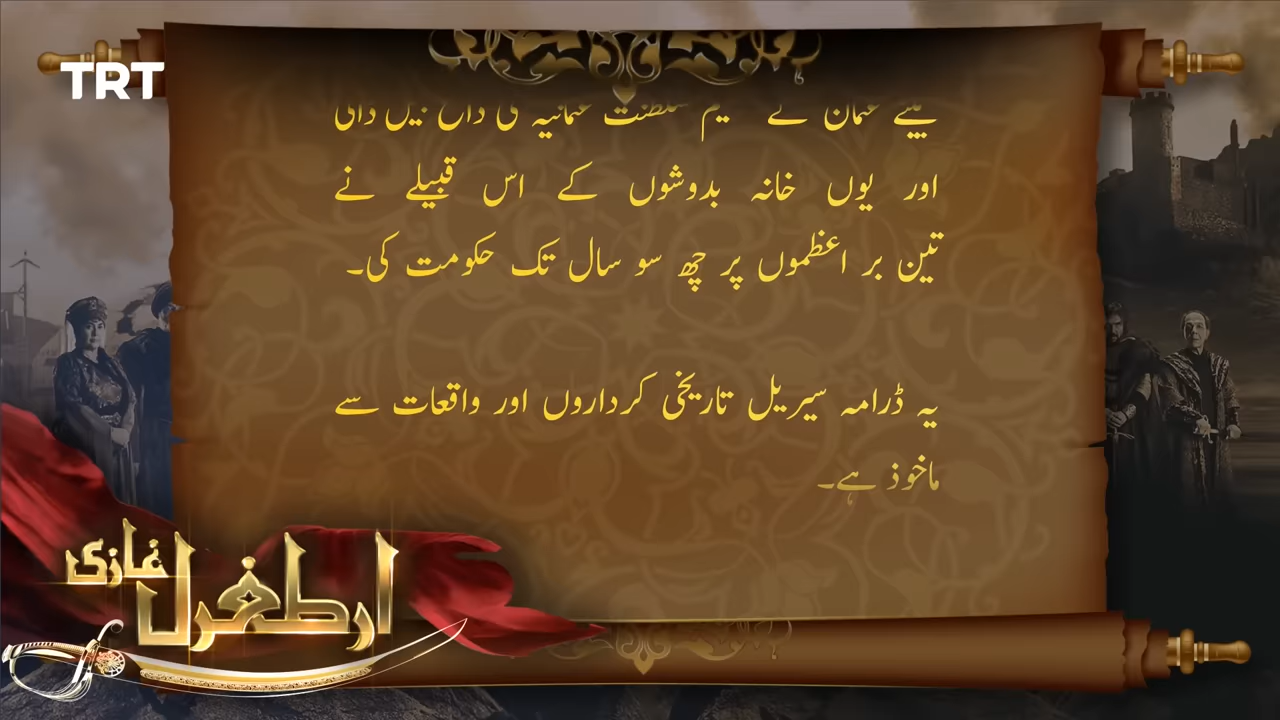 TRT
اور یوں خانہ بدوشوں کے اس قبیلے نے
تین بر اعظموں پر چھ سو سال تک حکومت کی۔
یہ ڈرامہ سیریل تاریخی کرداروں اور واقعات سے
ماخوذ ہے۔
ارطغرل غازی